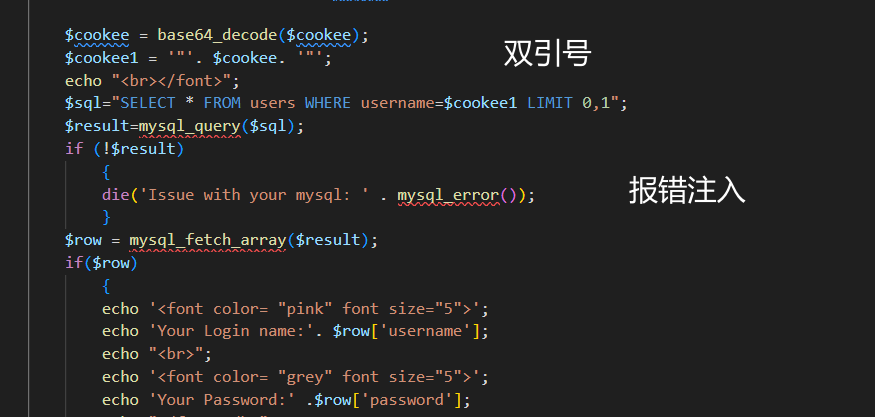 $cookee = base64_decode($cookee);
$cookee1 = '"'. $cookee. '"';
双引号
echo "<br></font>";
$sql="SELECT * FROM users WHERE username=$cookee1 LIMIT 0,1";
$result=mysql_query($sql);
if (!$result)
{
die('Issue with your mysql: ' . mysql_error());
报错注入
}
$row = mysql_fetch_array($result);
if($row)
{
echo '<font color= "pink" font size="5">';
echo 'Your Login name:'. $row['username'];
echo "<br>";
echo '<font color= "grey" font size="5">';
echo 'Your Password:' .$row['password'];